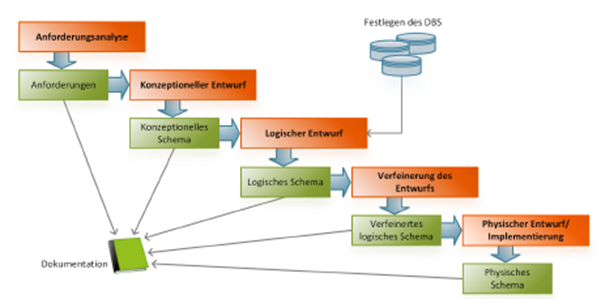 Festlegen des DBS
Anforderungsanalyse
Anforderungen
Konzeptioneller Entwurf
Konzeptionelles
Schema
Logischer Entwurf
Logisches Schema
Verfeinerung des
Entwurfs
Verfeinertes
logisches Schema
Physischer Entwurf/
Implementierung
Physisches
Schema
Dokumentation